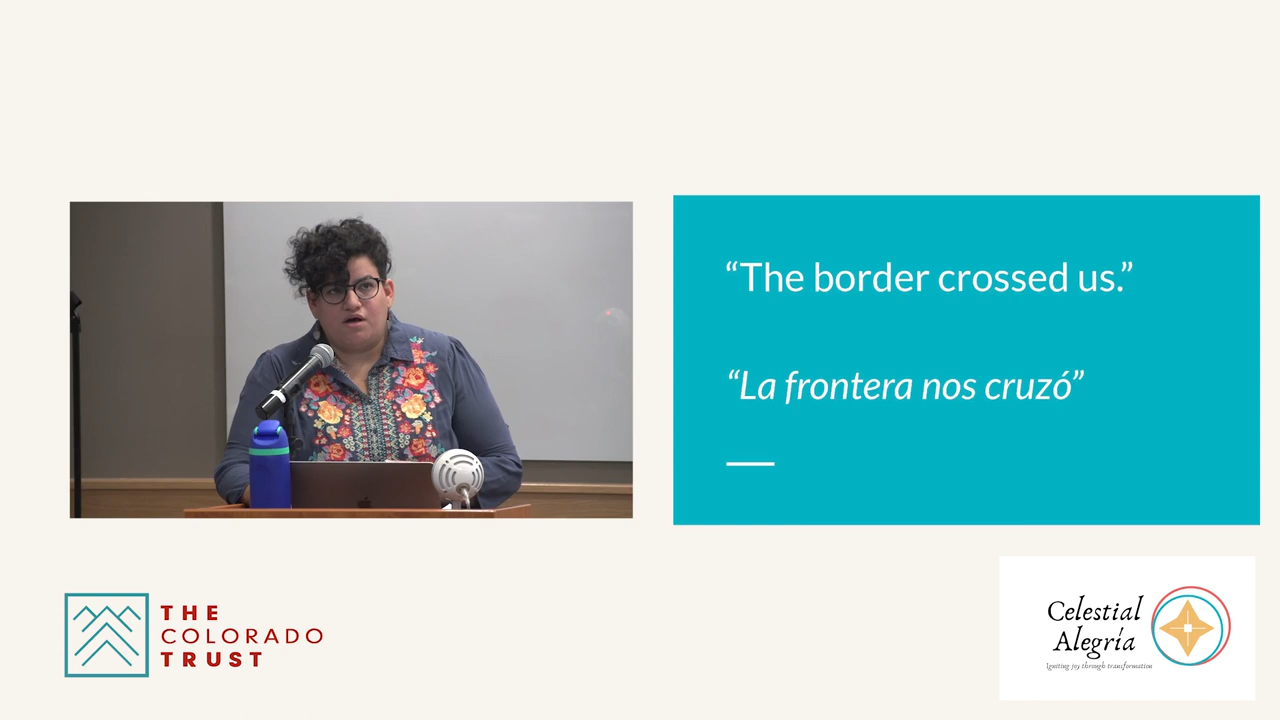 “The border crossed us.”
“La frontera nos cruzó”
THE
COLORADO
TRUST
Celestial
Alegría
Igniting joy through transformation